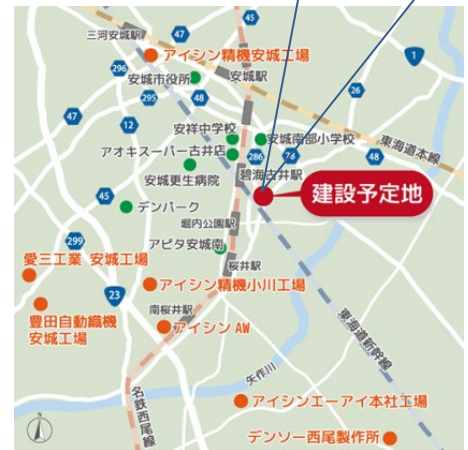 45
47
三河安城駅
アイシン精機安城工場
1
296
安城市役所
安城駅
295
48
26
47
12
安祥中学校
安城南部小学校
東海道本線
アオキスーパー古井店
286
76
48
碧海古井駅
安城更生病院
建設予定地
45
デンパーク
堀内公園駅
299
アピタ安城南
愛三工業 安城工場
桜井駅
アイシン精機小川工場
23
豊田自動織機
安城工場
南桜井駅
アイシン AW
東海道新幹線
矢作川
名鉄西尾線
アイシンエーアイ本社工場
デンソー西尾製作所